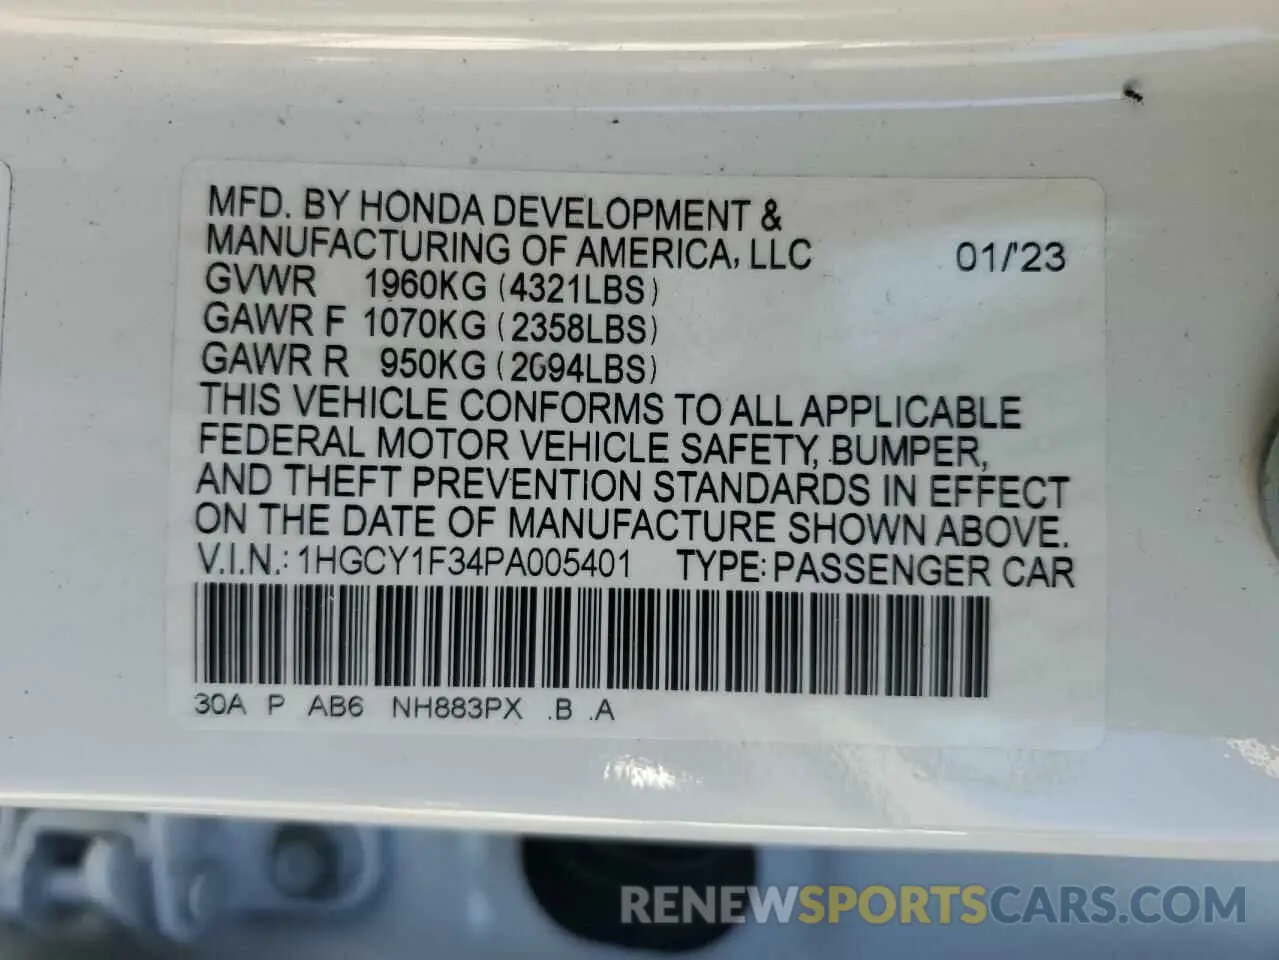 MFD. BY HONDA DEVELOPMENT &
MANUFACTURING OF AMERICA, LLC 01/'23
GVWR 1960KG (4321LBS)
GAWR F 1070KG (2358LBS)
GAWR R 950KG (2094LBS)
THIS VEHICLE CONFORMS TO ALL APPLICABLE
FEDERAL MOTOR VEHICLE SAFETY, BUMPER,
AND THEFT PREVENTION STANDARDS IN EFFECT
ON THE DATE OF MANUFACTURE SHOWN ABOVE.
V.I.N.: 1HGCY1F34PA005401 TYPE: PASSENGER CAR
30A P AB6 NH883PX .B .A
RENEWSPORTSCARS.COM